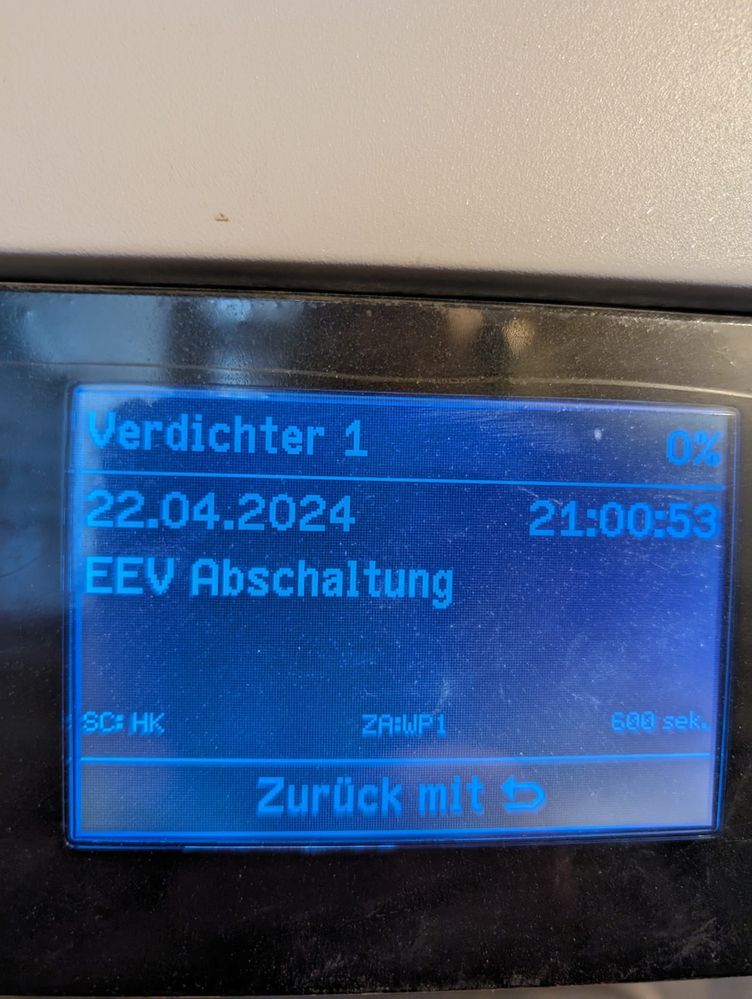 Verdichter 1 0%
22.04.2024 21:00:53
EEV Abschaltung
SC: HK ZA:WP1 600 sek.
Zurück mit